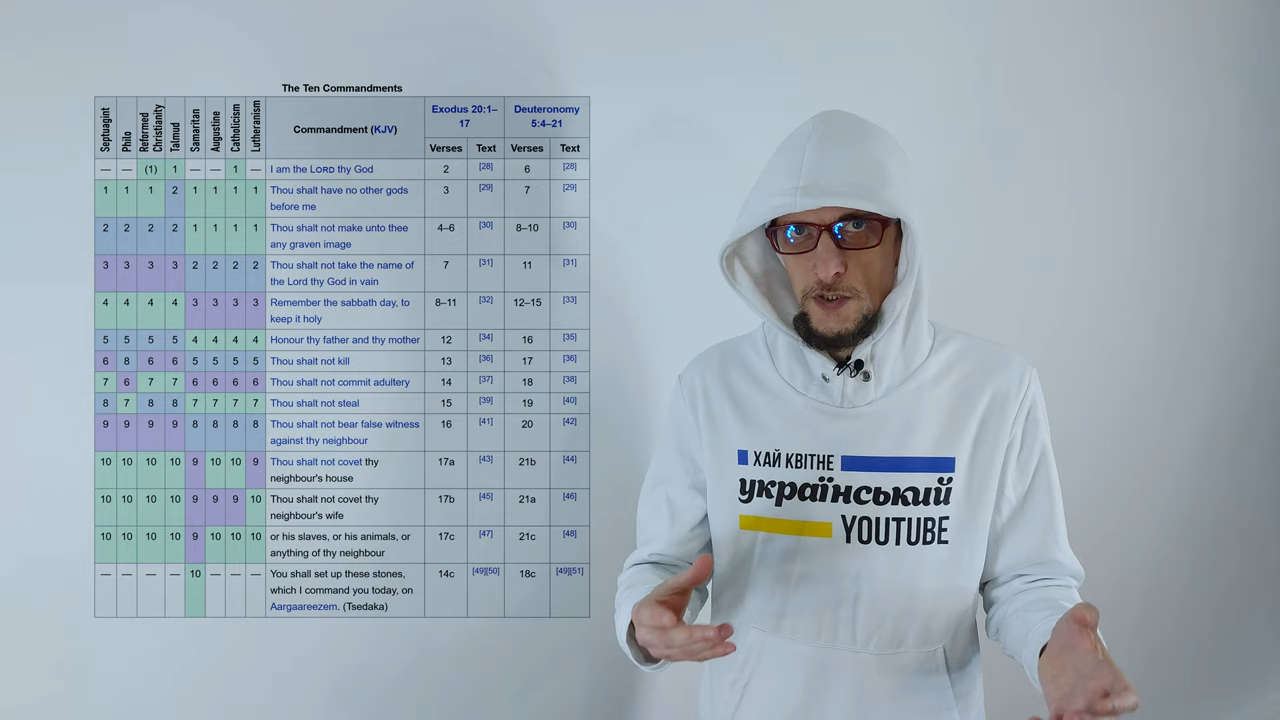 The Ten Commandments
Septuagint Philo Reformed Christianity Talmud Samaritan Augustine Catholicism Lutheranism Commandment (KJV) Exodus 20:1–17 Deuteronomy 5:4–21
Verses Text Verses Text
— — (1) 1 — — 1 — I am the LORD thy God 2 [28] 6 [28]
1 1 1 2 1 1 1 1 Thou shalt have no other gods before me 3 [29] 7 [29]
2 2 2 2 1 1 1 1 Thou shalt not make unto thee any graven image 4–6 [30] 8–10 [30]
3 3 3 3 2 2 2 2 Thou shalt not take the name of the Lord thy God in vain 7 [31] 11 [31]
4 4 4 4 3 3 3 3 Remember the sabbath day, to keep it holy 8–11 [32] 12–15 [33]
5 5 5 5 4 4 4 4 Honour thy father and thy mother 12 [34] 16 [35]
6 8 6 6 5 5 5 5 Thou shalt not kill 13 [36] 17 [36]
7 6 7 7 6 6 6 6 Thou shalt not commit adultery 14 [37] 18 [38]
8 7 8 8 7 7 7 7 Thou shalt not steal 15 [39] 19 [40]
9 9 9 9 8 8 8 8 Thou shalt not bear false witness against thy neighbour 16 [41] 20 [42]
10 10 10 10 9 10 10 9 Thou shalt not covet thy neighbour's house 17a [43] 21b [44]
10 10 10 10 9 9 9 10 Thou shalt not covet thy neighbour's wife 17b [45] 21a [46]
10 10 10 10 9 10 10 10 or his slaves, or his animals, or anything of thy neighbour 17c [47] 21c [48]
— — — — 10 — — — You shall set up these stones, which I command you today, on Aargaareezem. (Tsedaka) 14c [49][50] 18c [49][51]
ХАЙ КВІТНЕ
український
YOUTUBE